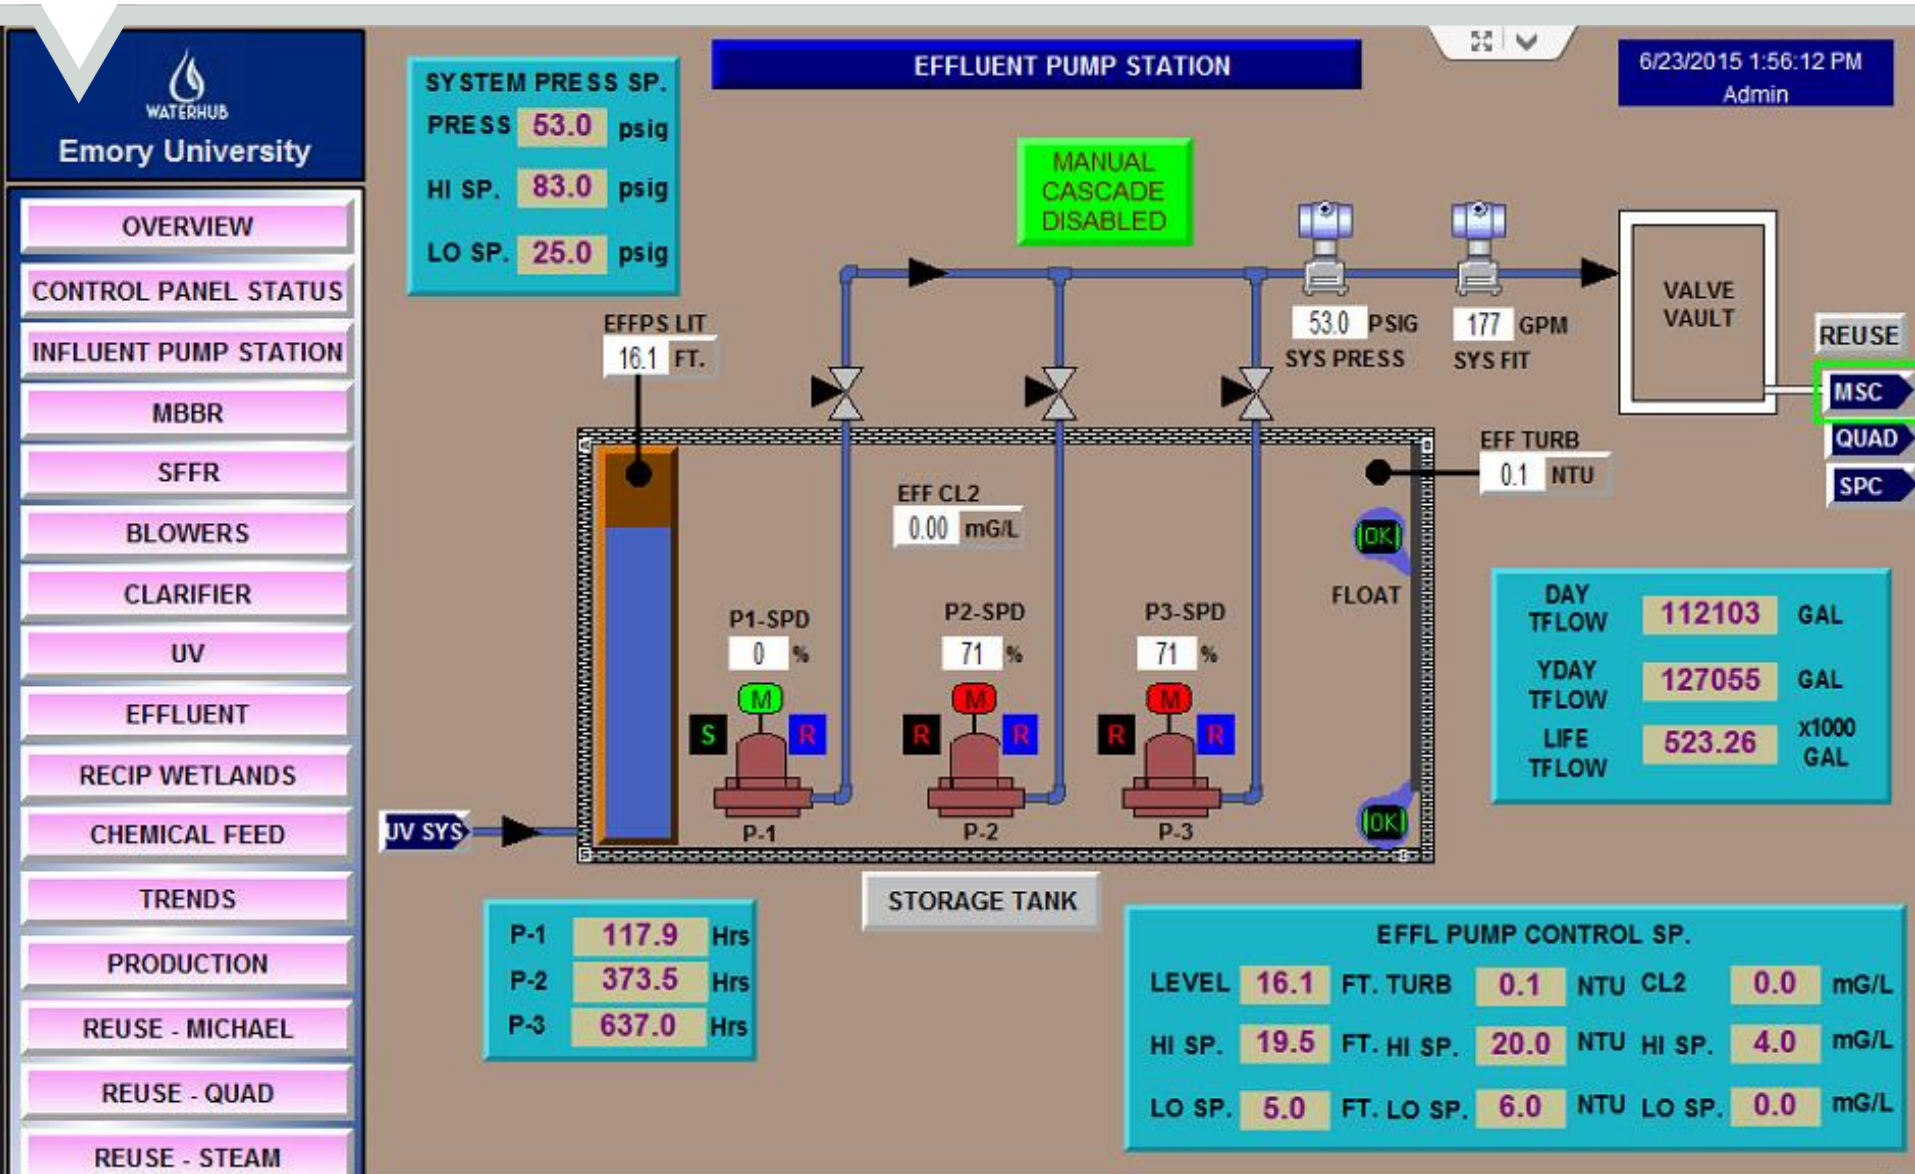 WATERHUB
Emory University
OVERVIEW
CONTROL PANEL STATUS
INFLUENT PUMP STATION
MBBR
SFFR
BLOWERS
CLARIFIER
UV
EFFLUENT
RECIP WETLANDS
CHEMICAL FEED
TRENDS
PRODUCTION
REUSE - MICHAEL
REUSE - QUAD
REUSE - STEAM
SYSTEM PRESS SP.
PRESS 53.0 psig
HI SP. 83.0 psig
LO SP. 25.0 psig
EFFLUENT PUMP STATION
6/23/2015 1:56:12 PM
Admin
MANUAL
CASCADE
DISABLED
EFFPS LIT
16.1 FT.
53.0 PSIG
SYS PRESS
177 GPM
SYS FIT
VALVE
VAULT
REUSE
MSC
QUAD
SPC
EFF TURB
0.1 NTU
EFF CL2
0.00 mG/L
OK
FLOAT
OK
P1-SPD
0 %
M
S R
P-1
P2-SPD
71 %
M
R R
P-2
P3-SPD
71 %
M
R R
P-3
UV SYS
STORAGE TANK
DAY
TFLOW 112103 GAL
YDAY
TFLOW 127055 GAL
LIFE
TFLOW 523.26 x1000
GAL
P-1 117.9 Hrs
P-2 373.5 Hrs
P-3 637.0 Hrs
EFFL PUMP CONTROL SP.
LEVEL 16.1 FT. TURB 0.1 NTU CL2 0.0 mG/L
HI SP. 19.5 FT. HI SP. 20.0 NTU HI SP. 4.0 mG/L
LO SP. 5.0 FT. LO SP. 6.0 NTU LO SP. 0.0 mG/L